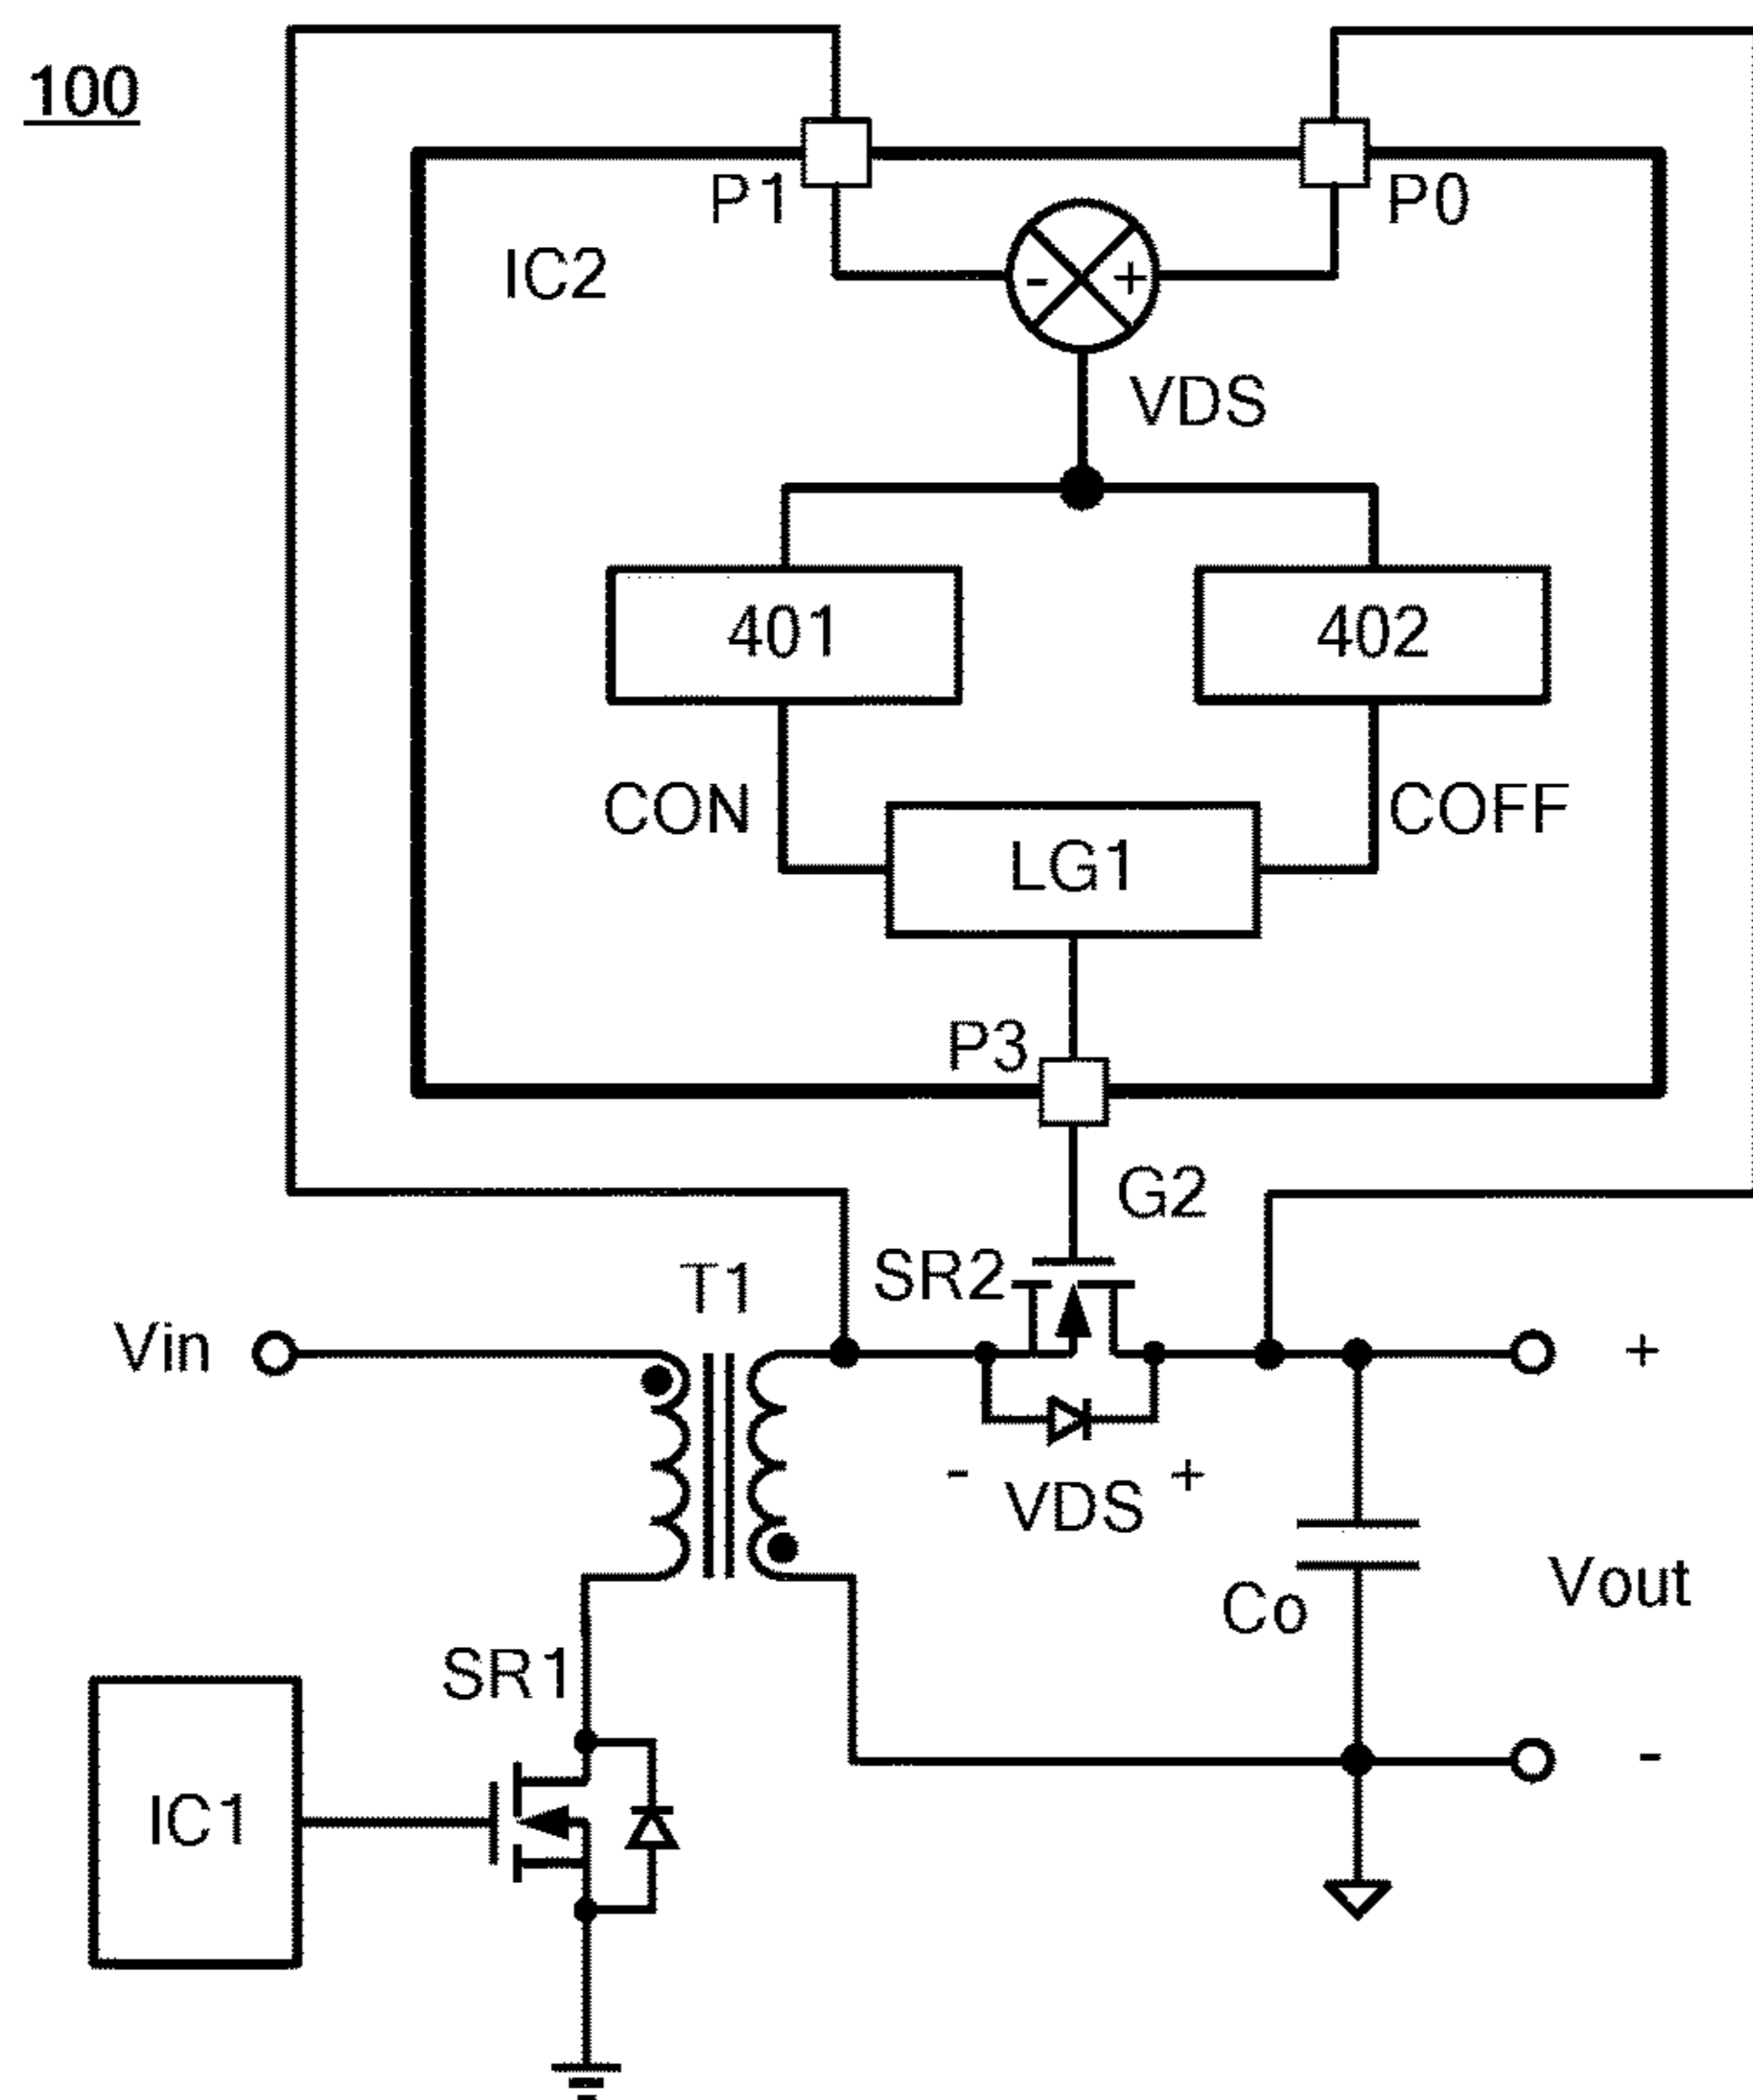 100
P1
P0
IC2
- +
VDS
401
402
CON
COFF
LG1
P3
G2
SR2
T1
Vin
+
- VDS +
Co
Vout
SR1
-
IC1